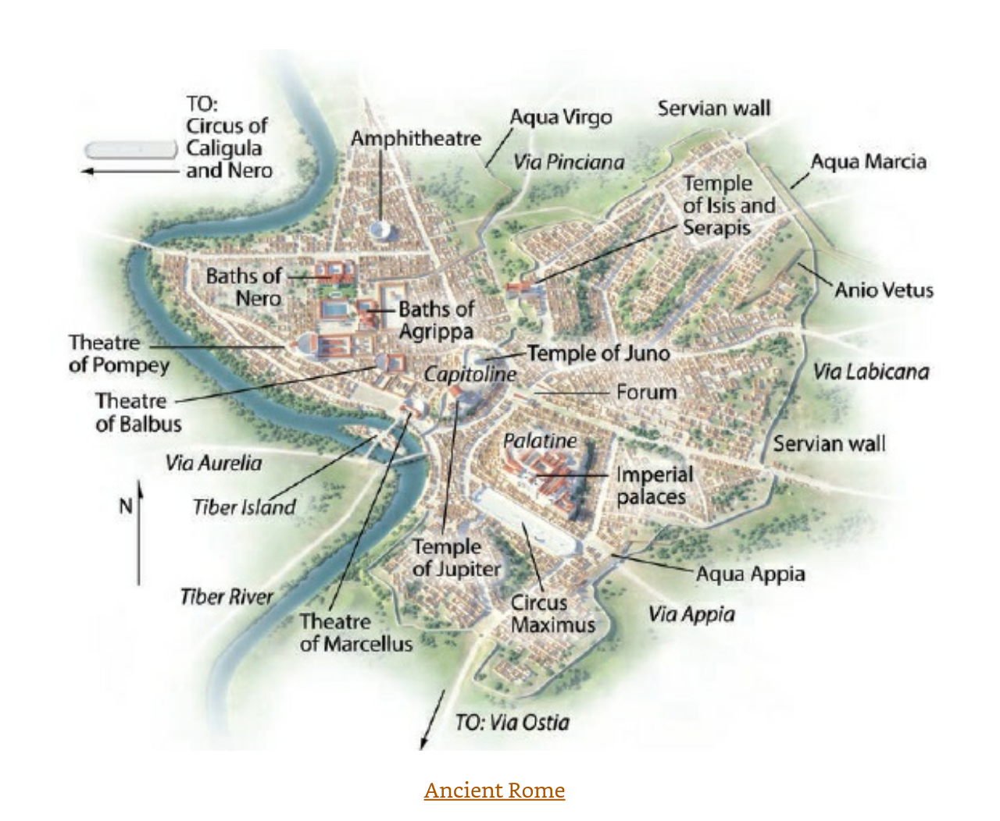 TO:
Circus of
Caligula
and Nero
Amphitheatre
Aqua Virgo
Via Pinciana
Servian wall
Aqua Marcia
Temple
of Isis and
Serapis
Anio Vetus
Baths of
Nero
Baths of
Agrippa
Theatre
of Pompey
Temple of Juno
Capitoline
Via Labicana
Forum
Theatre
of Balbus
Palatine
Servian wall
Via Aurelia
Imperial
palaces
N
Tiber Island
Temple
of Jupiter
Aqua Appia
Tiber River
Circus
Maximus
Via Appia
Theatre
of Marcellus
TO: Via Ostia
Ancient Rome